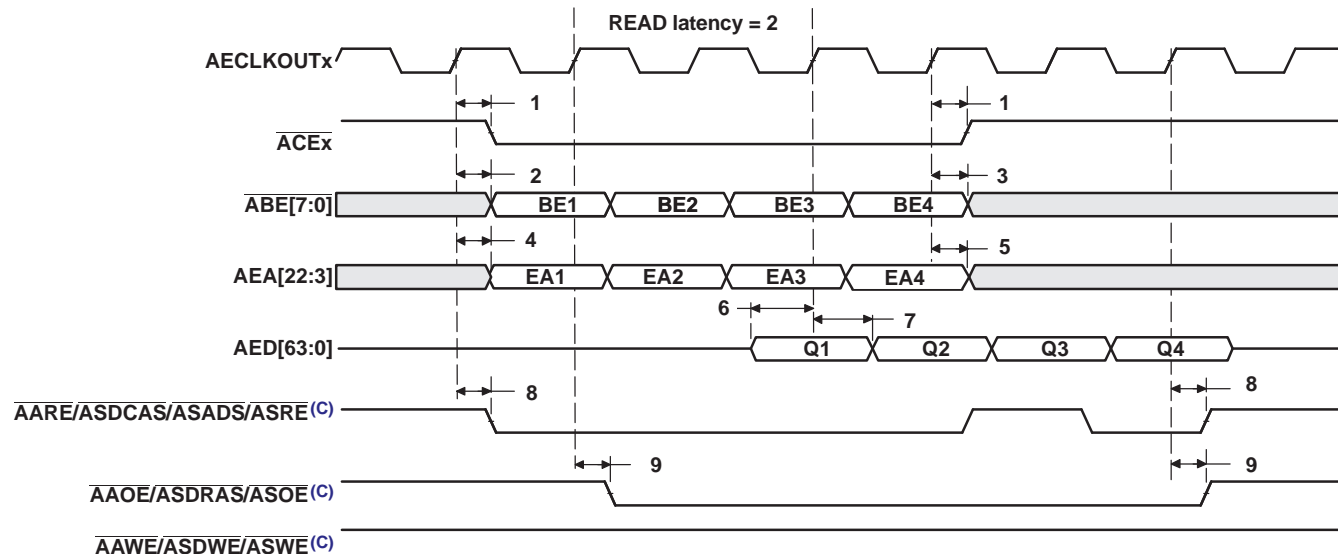 READ latency = 2
AECLKOUTx
1 1
ACEx
2 3
ABE[7:0] BE1 BE2 BE3 BE4
4 5
AEA[22:3] EA1 EA2 EA3 EA4
6 7
AED[63:0] Q1 Q2 Q3 Q4
8 8
AARE/ASDCAS/ASADS/ASRE(C)
9 9
AAOE/ASDRAS/ASOE(C)
AAWE/ASDWE/ASWE(C)